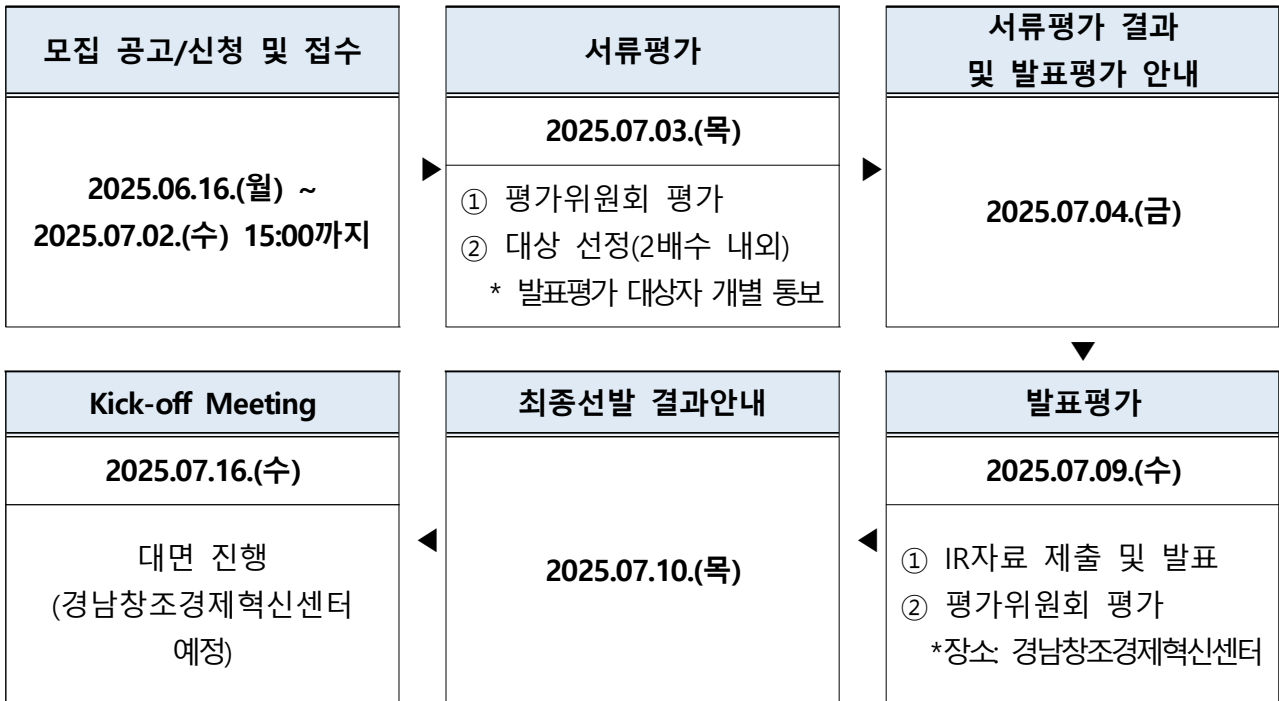 모집 공고/신청 및 접수
2025.06.16.(월) ~
2025.07.02.(수) 15:00까지
▶
서류평가
2025.07.03.(목)
① 평가위원회 평가
② 대상 선정(2배수 내외)
* 발표평가 대상자 개별 통보
▶
서류평가 결과
및 발표평가 안내
2025.07.04.(금)
▼
발표평가
2025.07.09.(수)
① IR자료 제출 및 발표
② 평가위원회 평가
*장소: 경남창조경제혁신센터
◀
최종선발 결과안내
2025.07.10.(목)
◀
Kick-off Meeting
2025.07.16.(수)
대면 진행
(경남창조경제혁신센터
예정)